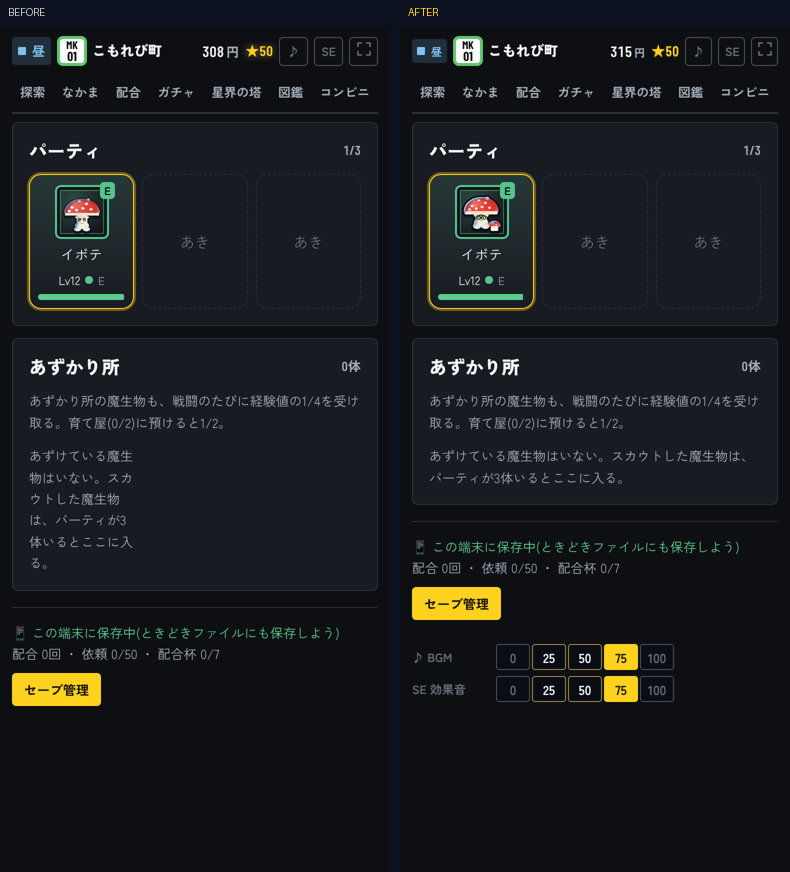 BEFORE
昼 MK 01 こもれび町 308 円 ★50 ♪ SE
探索 なかま 配合 ガチャ 星界の塔 図鑑 コンビニ
パーティ 1/3
E
イボテ
Lv12 E
あき
あき
あずかり所 0体
あずかり所の魔生物も、戦闘のたびに経験値の1/4を受け
取る。育て屋(0/2)に預けると1/2。
あずけている魔生
物はいない。スカ
ウトした魔生物
は、パーティが3
体いるとここに入
る。
この端末に保存中(ときどきファイルにも保存しよう)
配合 0回 ・ 依頼 0/50 ・ 配合杯 0/7
セーブ管理
AFTER
昼 MK 01 こもれび町 315 円 ★50 ♪ SE
探索 なかま 配合 ガチャ 星界の塔 図鑑 コンビニ
パーティ 1/3
E
イボテ
Lv12 E
あき
あき
あずかり所 0体
あずかり所の魔生物も、戦闘のたびに経験値の1/4を受け
取る。育て屋(0/2)に預けると1/2。
あずけている魔生物はいない。スカウトした魔生物は、
パーティが3体いるとここに入る。
この端末に保存中(ときどきファイルにも保存しよう)
配合 0回 ・ 依頼 0/50 ・ 配合杯 0/7
セーブ管理
♪ BGM 0 25 50 75 100
SE 効果音 0 25 50 75 100